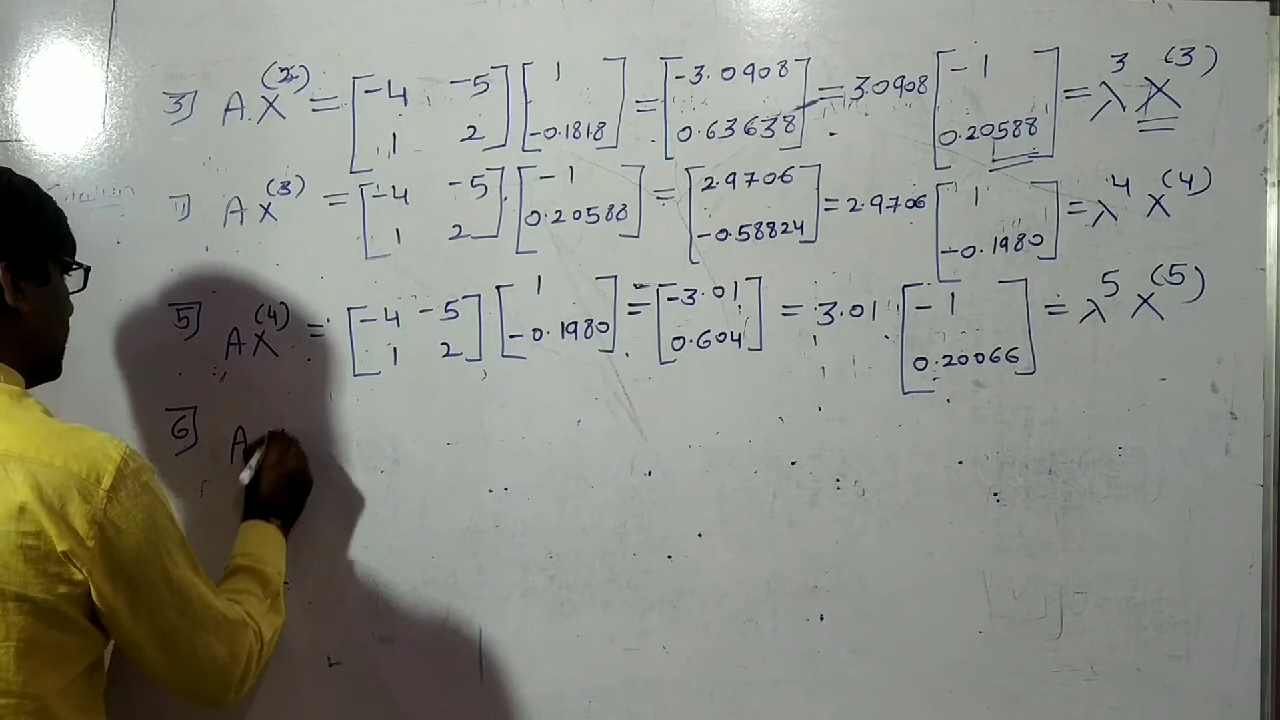 3] A.X^(2) = [-4 -5; 1 2] [1; -0.1818] = [-3.0908; 0.63638] = 3.0908 [-1; 0.20588] = λ^3 X^(3)
] A X^(3) = [-4 -5; 1 2] [-1; 0.20588] = [2.9706; -0.58824] = 2.9706 [1; -0.1980] = λ^4 X^(4)
5] A X^(4) = [-4 -5; 1 2] [1; -0.1980] = [-3.01; 0.604] = 3.01 [-1; 0.20066] = λ^5 X^(5)
6] A